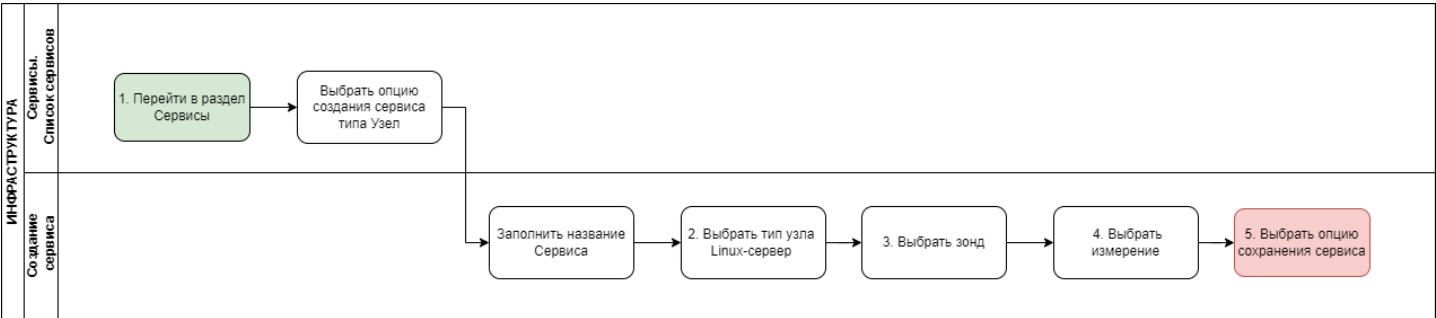 ИНФРАСТРУКТУРА
Сервисы.
Список сервисов
1. Перейти в раздел
Сервисы
Выбрать опцию
создания сервиса
типа Узел
Создание
сервиса
Заполнить название
Сервиса
2. Выбрать тип узла
Linux-сервер
3. Выбрать зонд
4. Выбрать
измерение
5. Выбрать опцию
сохранения сервиса